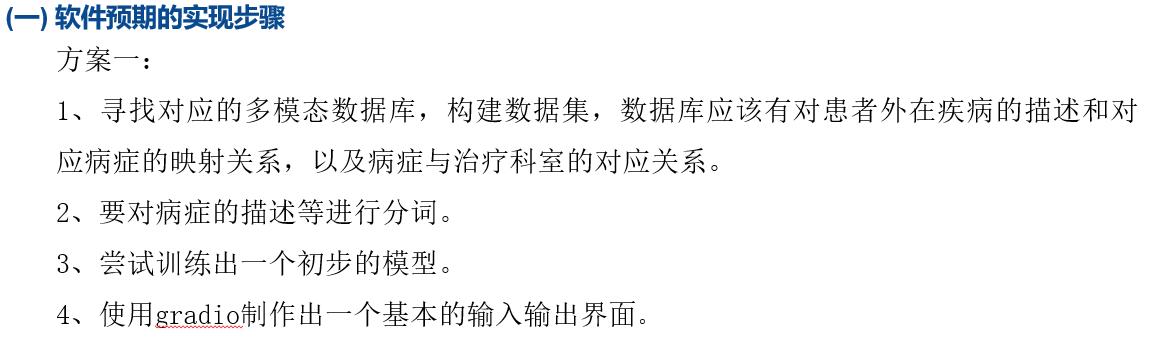 (一) 软件预期的实现步骤
方案一：
1、寻找对应的多模态数据库，构建数据集，数据库应该有对患者外在疾病的描述和对
应病症的映射关系，以及病症与治疗科室的对应关系。
2、要对病症的描述等进行分词。
3、尝试训练出一个初步的模型。
4、使用gradio制作出一个基本的输入输出界面。